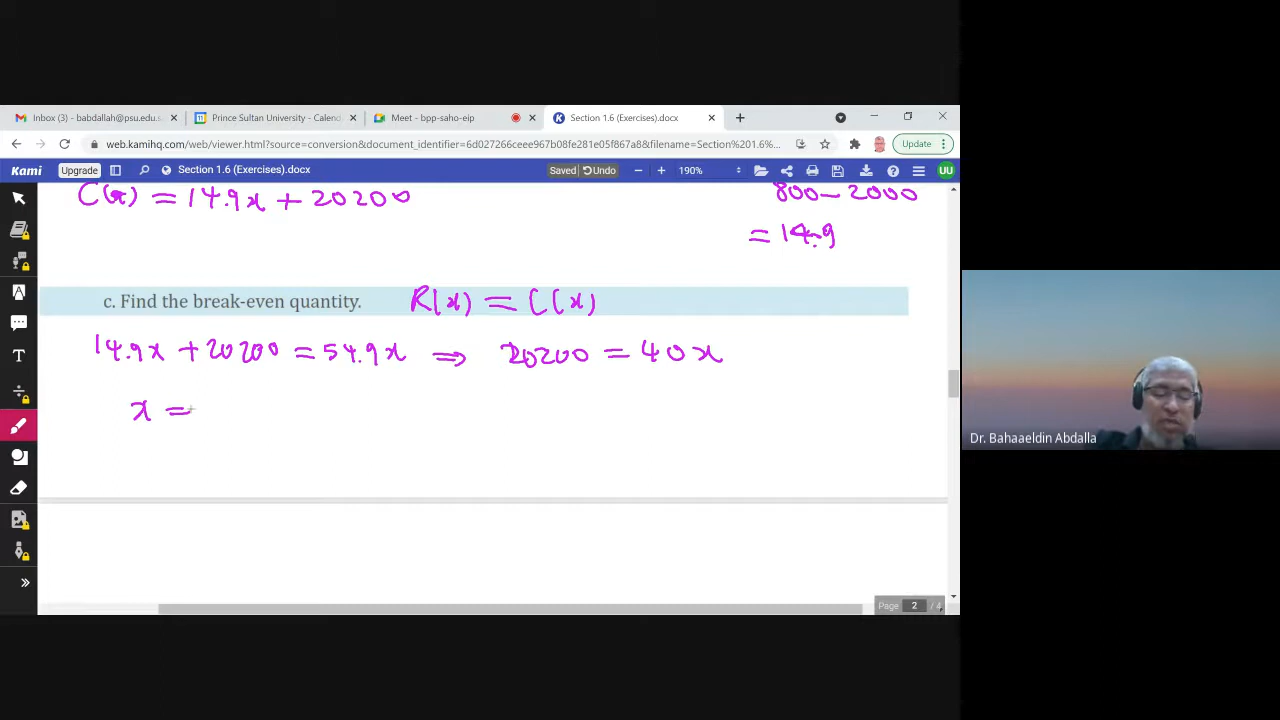 Inbox (3) - babdallah@psu.edu.s
Prince Sultan University - Calend
Meet - bpp-saho-eip
Section 1.6 (Exercises).docx
web.kamihq.com/web/viewer.html?source=conversion&document_identifier=6d027266ceee967b08fe281e05f867a8&filename=Section%201.6%...
Update
Kami Upgrade Section 1.6 (Exercises).docx Saved Undo 190% UU
C(x) = 14.9x + 20200
800 - 2000
= 14.9
c. Find the break-even quantity. R(x) = C(x)
14.9x + 20200 = 54.9x ⇒ 20200 = 40x
x =
Dr. Bahaaeldin Abdalla
Page 2 / 4